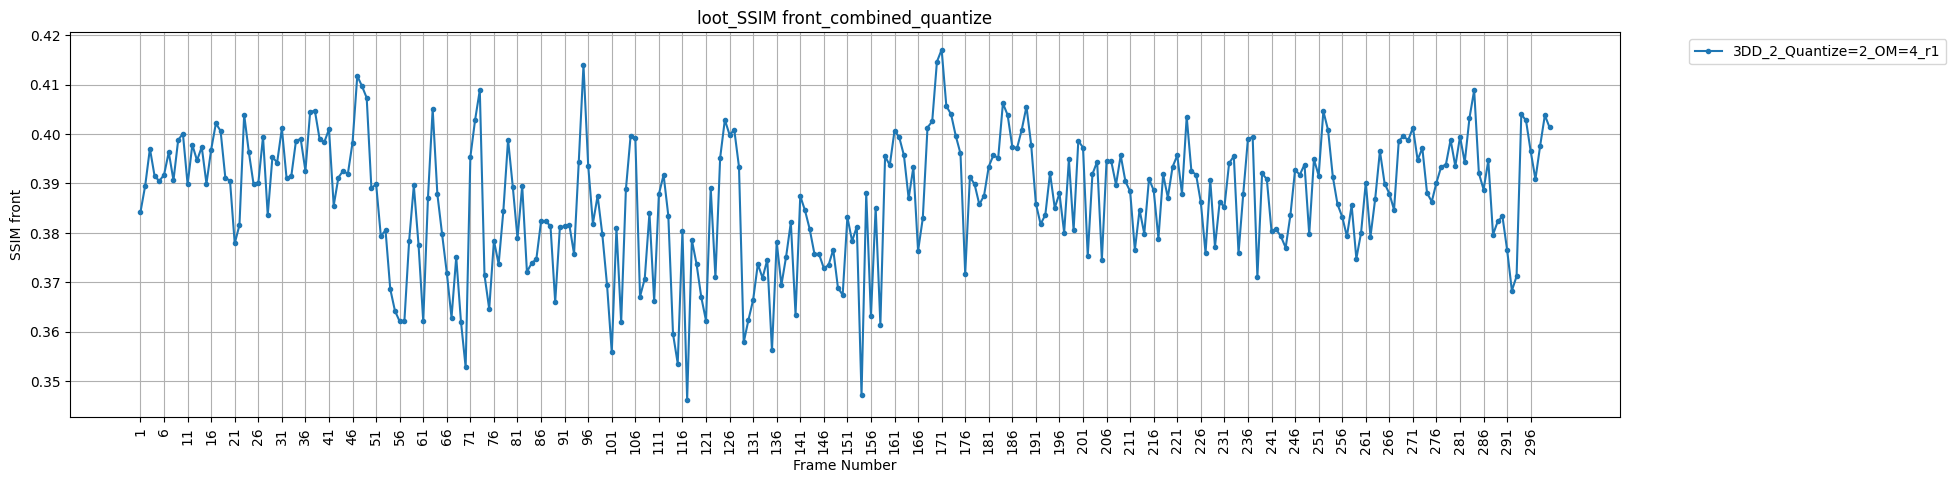 loot_SSIM front_combined_quantize
3DD_2_Quantize=2_OM=4_r1
SSIM front
0.42
0.41
0.40
0.39
0.38
0.37
0.36
0.35
1 6 11 16 21 26 31 36 41 46 51 56 61 66 71 76 81 86 91 96 101 106 111 116 121 126 131 136 141 146 151 156 161 166 171 176 181 186 191 196 201 206 211 216 221 226 231 236 241 246 251 256 261 266 271 276 281 286 291 296
Frame Number